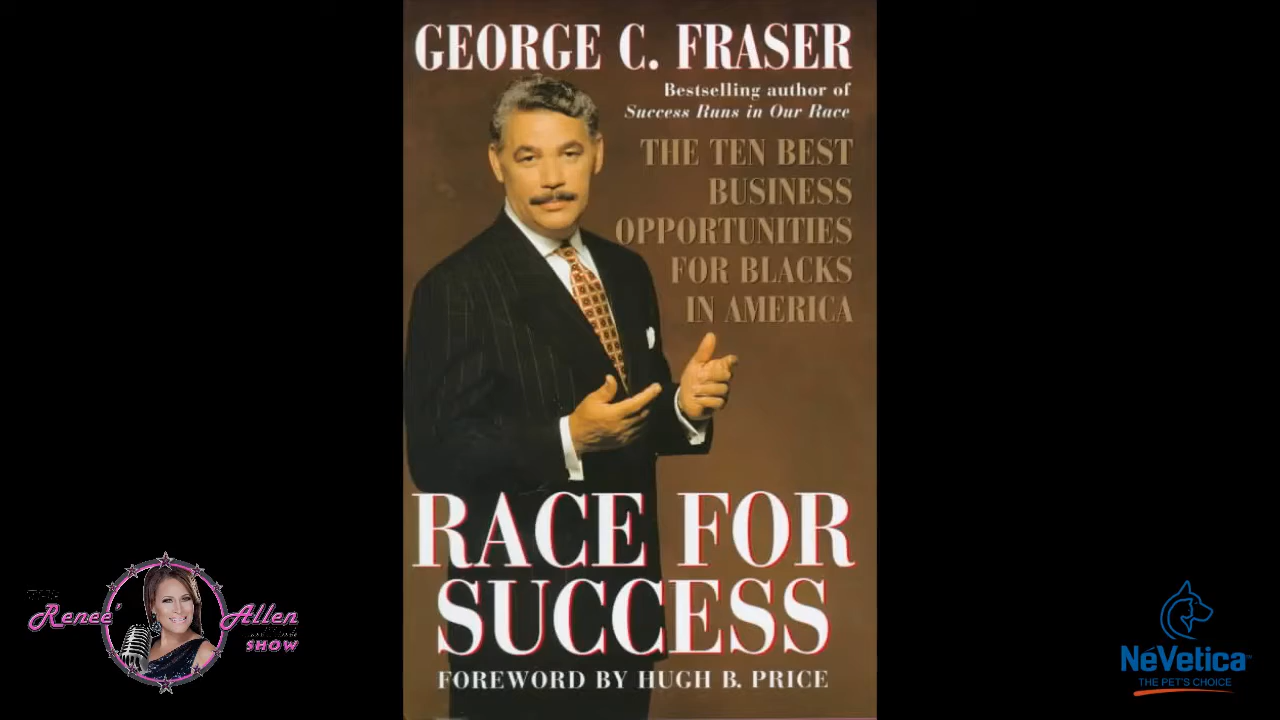 GEORGE C. FRASER
Bestselling author of
Success Runs in Our Race
THE TEN BEST
BUSINESS
OPPORTUNITIES
FOR BLACKS
IN AMERICA
RACE FOR
SUCCESS
FOREWORD BY HUGH B. PRICE
Reneé Allen
SHOW
NéVetica
THE PET'S CHOICE